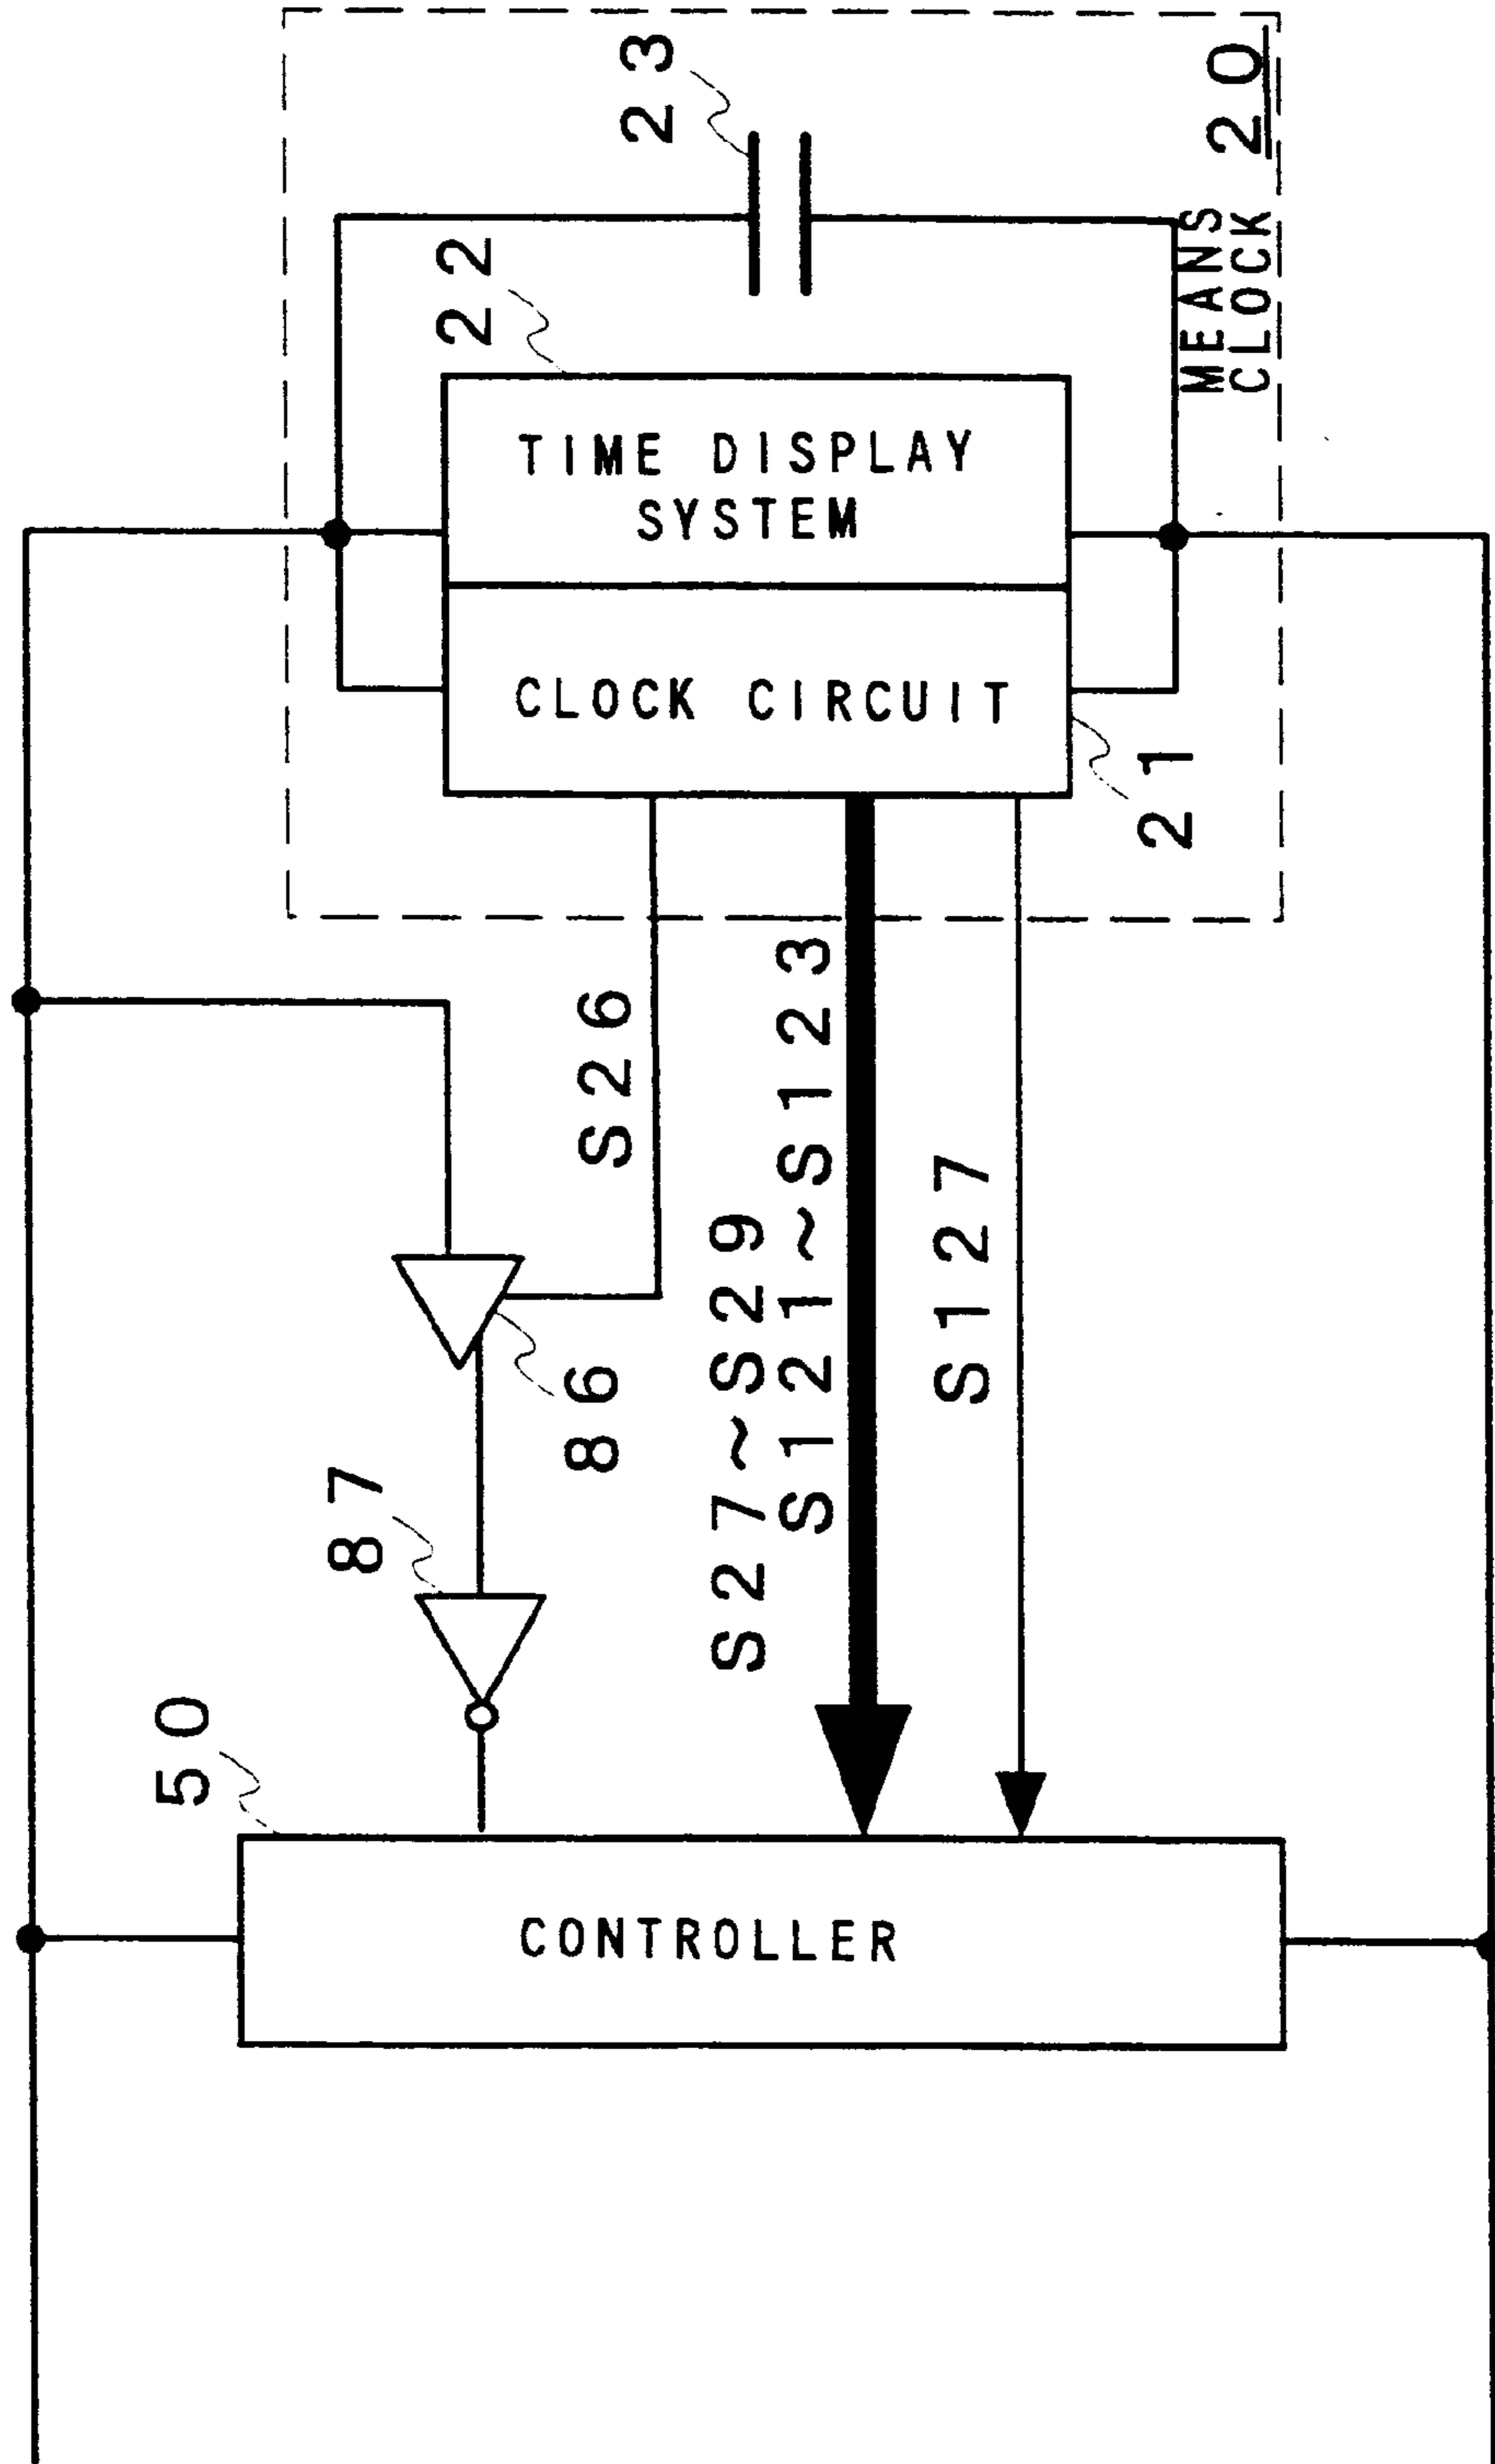 23
20
22
MEANS
CLOCK
TIME DISPLAY
SYSTEM
CLOCK CIRCUIT
21
S26
S27~S29
S121~S123
S127
86
87
50
CONTROLLER